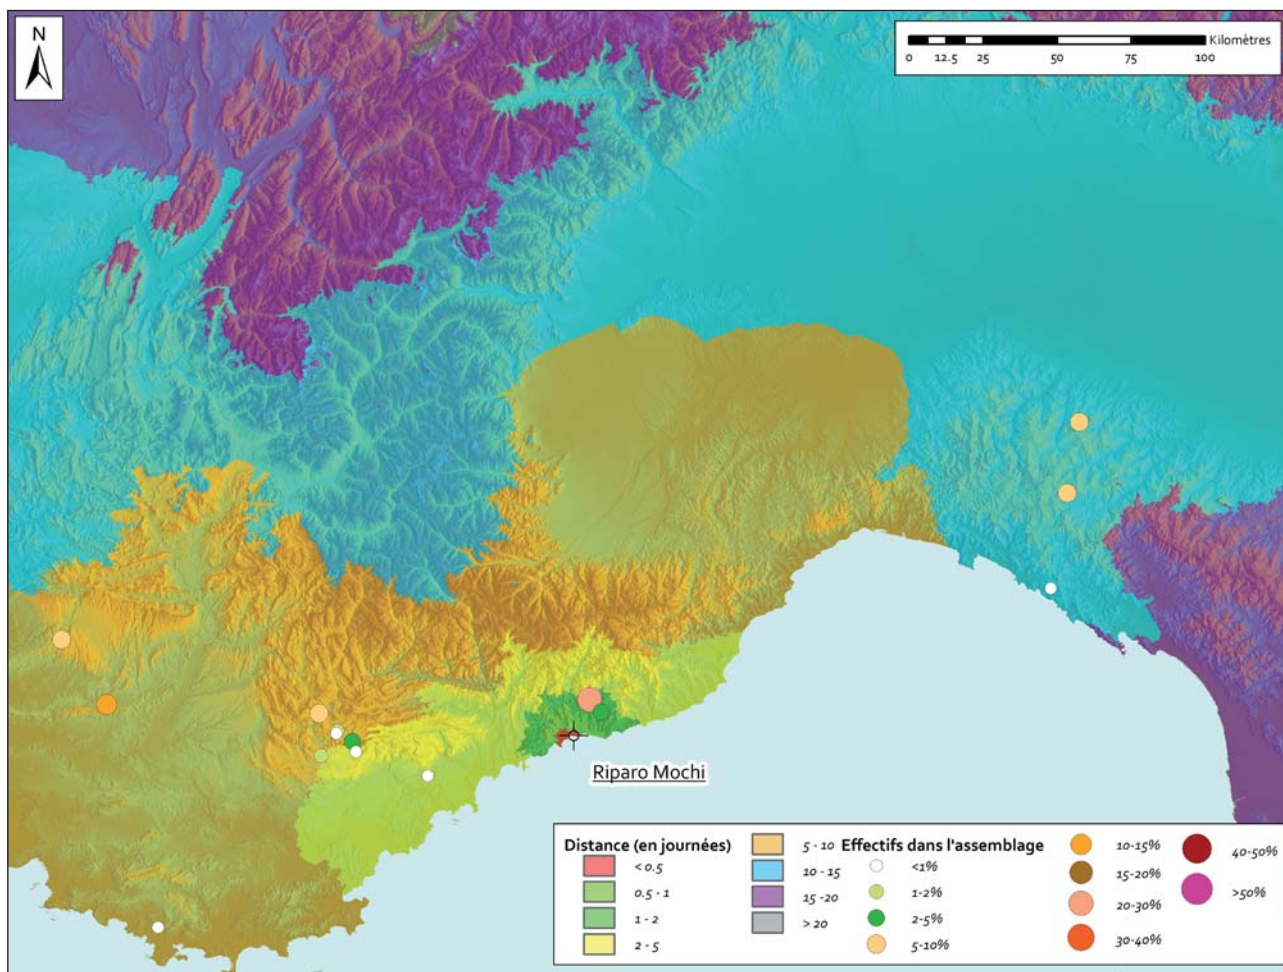 N
Kilomètres
0 12.5 25 50 75 100
Riparo Mochi
Distance (en journées)
< 0.5
0.5 - 1
1 - 2
2 - 5
5 - 10
10 - 15
15 -20
> 20
Effectifs dans l'assemblage
<1%
1-2%
2-5%
5-10%
10-15%
15-20%
20-30%
30-40%
40-50%
>50%